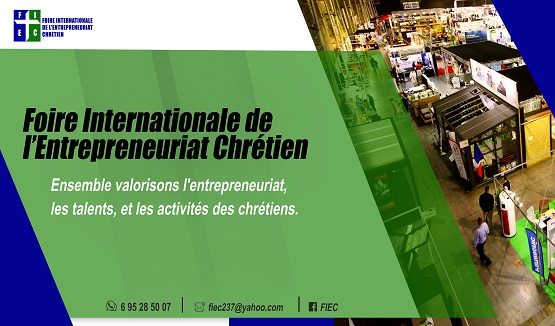 F I
E C
FOIRE INTERNATIONALE
DE L'ENTREPRENEURIAT
CHRETIEN
Foire Internationale de
l'Entrepreneuriat Chrétien
Ensemble valorisons l'entrepreneuriat,
les talents, et les activités des chrétiens.
6 95 28 50 07
fiec237@yahoo.com
FIEC